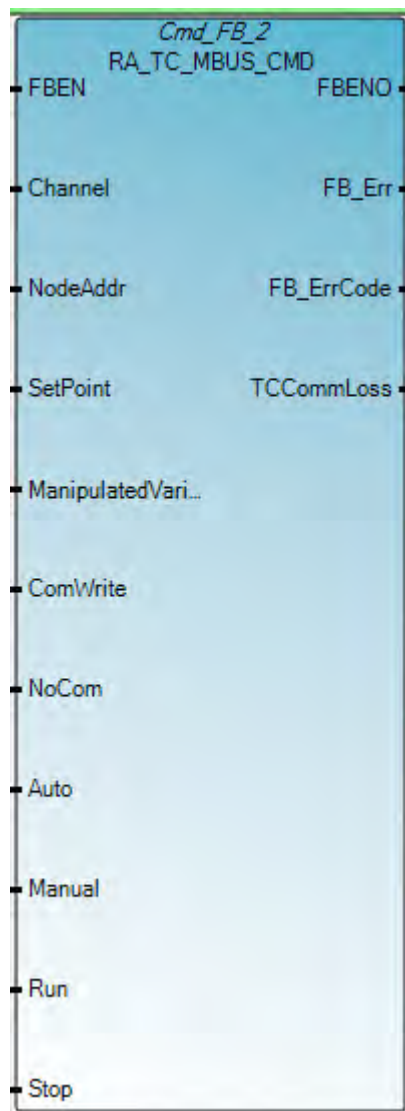 Cmd_FB_2
RA_TC_MBUS_CMD
FBEN FBENO
Channel FB_Err
NodeAddr FB_ErrCode
SetPoint TCCommLoss
ManipulatedVari...
ComWrite
NoCom
Auto
Manual
Run
Stop